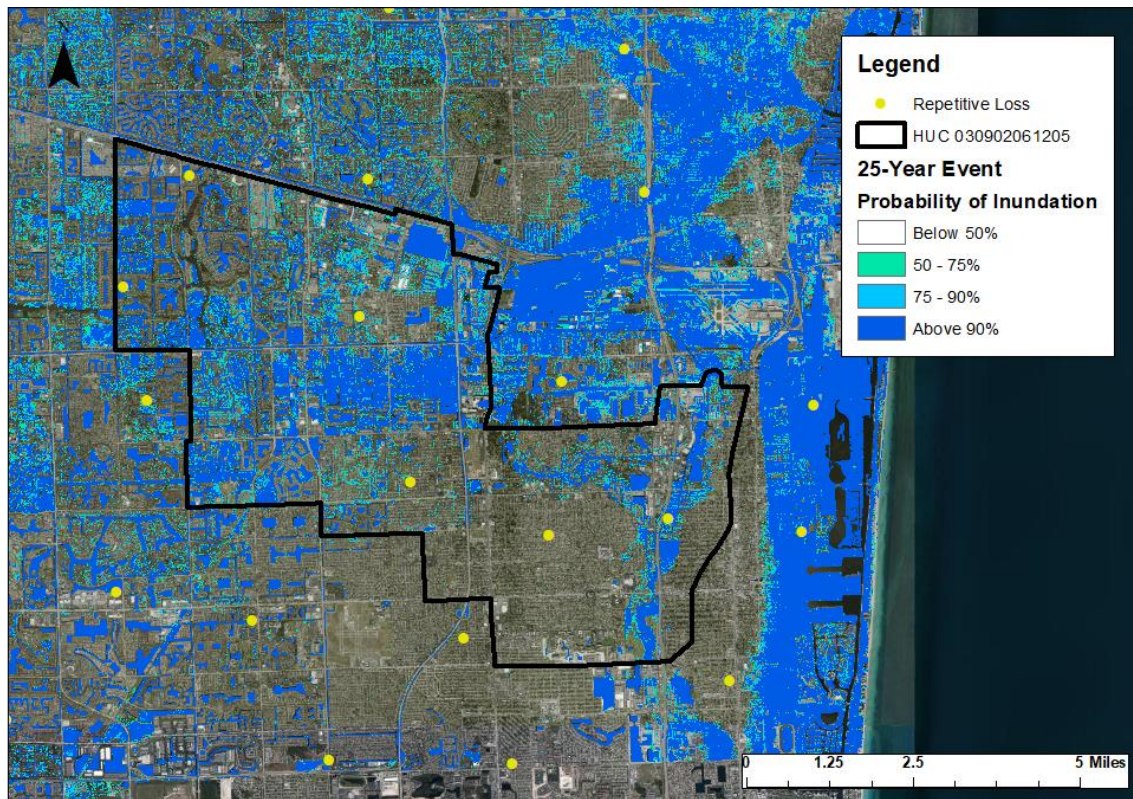 N
Legend
Repetitive Loss
HUC 030902061205
25-Year Event
Probability of Inundation
Below 50%
50 - 75%
75 - 90%
Above 90%
0 1.25 2.5 5 Miles